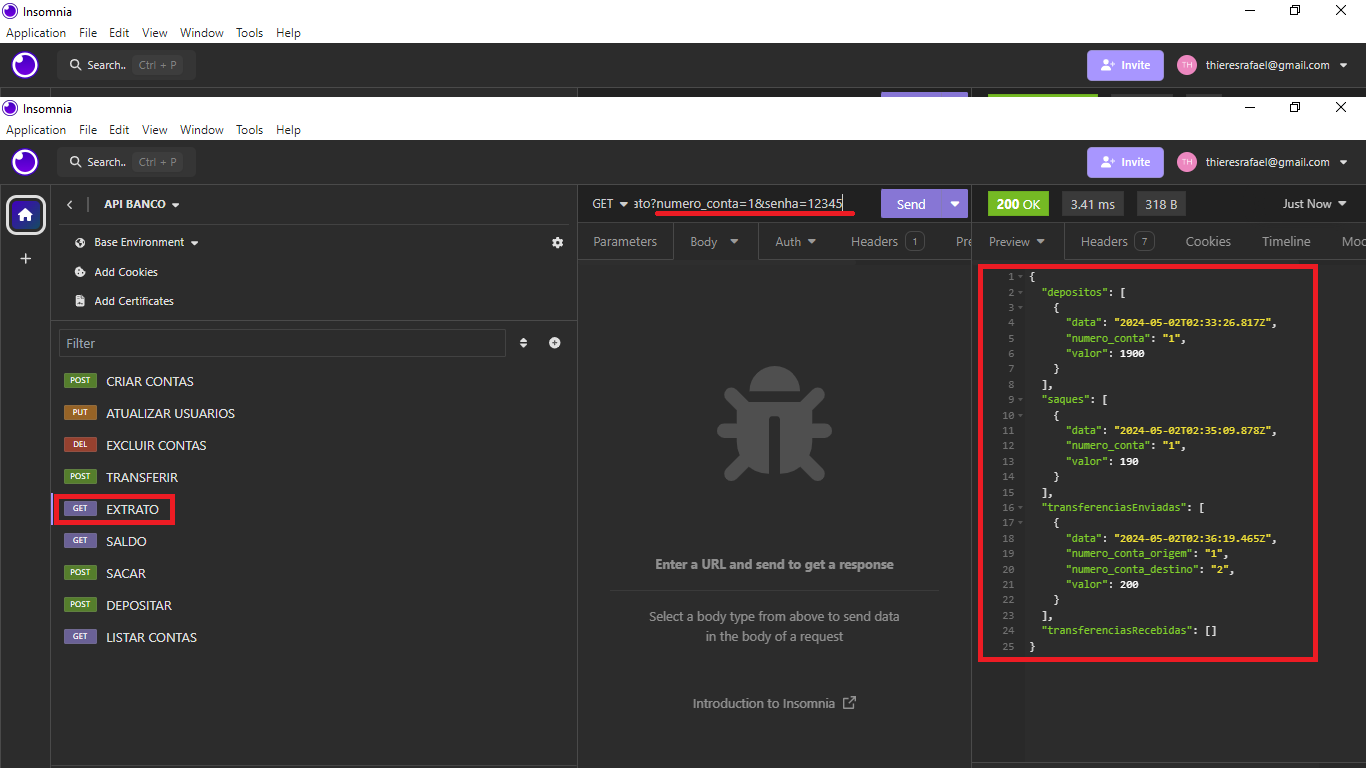 Insomnia
Application File Edit View Window Tools Help
Search.. Ctrl + P Invite TH thieresrafael@gmail.com
Insomnia
Application File Edit View Window Tools Help
Search.. Ctrl + P Invite TH thieresrafael@gmail.com
API BANCO
Base Environment
Add Cookies
Add Certificates
Filter
POST CRIAR CONTAS
PUT ATUALIZAR USUARIOS
DEL EXCLUIR CONTAS
POST TRANSFERIR
GET EXTRATO
GET SALDO
POST SACAR
POST DEPOSITAR
GET LISTAR CONTAS
GET ato?numero_conta=1&senha=12345 Send
Parameters Body Auth Headers 1 Pre
Enter a URL and send to get a response
Select a body type from above to send data
in the body of a request
Introduction to Insomnia
200 OK 3.41 ms 318 B Just Now
Preview Headers 7 Cookies Timeline Moc
1 {
2 "depositos": [
3 {
4 "data": "2024-05-02T02:33:26.817Z",
5 "numero_conta": "1",
6 "valor": 1900
7 }
8 ],
9 "saques": [
10 {
11 "data": "2024-05-02T02:35:09.878Z",
12 "numero_conta": "1",
13 "valor": 190
14 }
15 ],
16 "transferenciasEnviadas": [
17 {
18 "data": "2024-05-02T02:36:19.465Z",
19 "numero_conta_origem": "1",
20 "numero_conta_destino": "2",
21 "valor": 200
22 }
23 ],
24 "transferenciasRecebidas": []
25 }